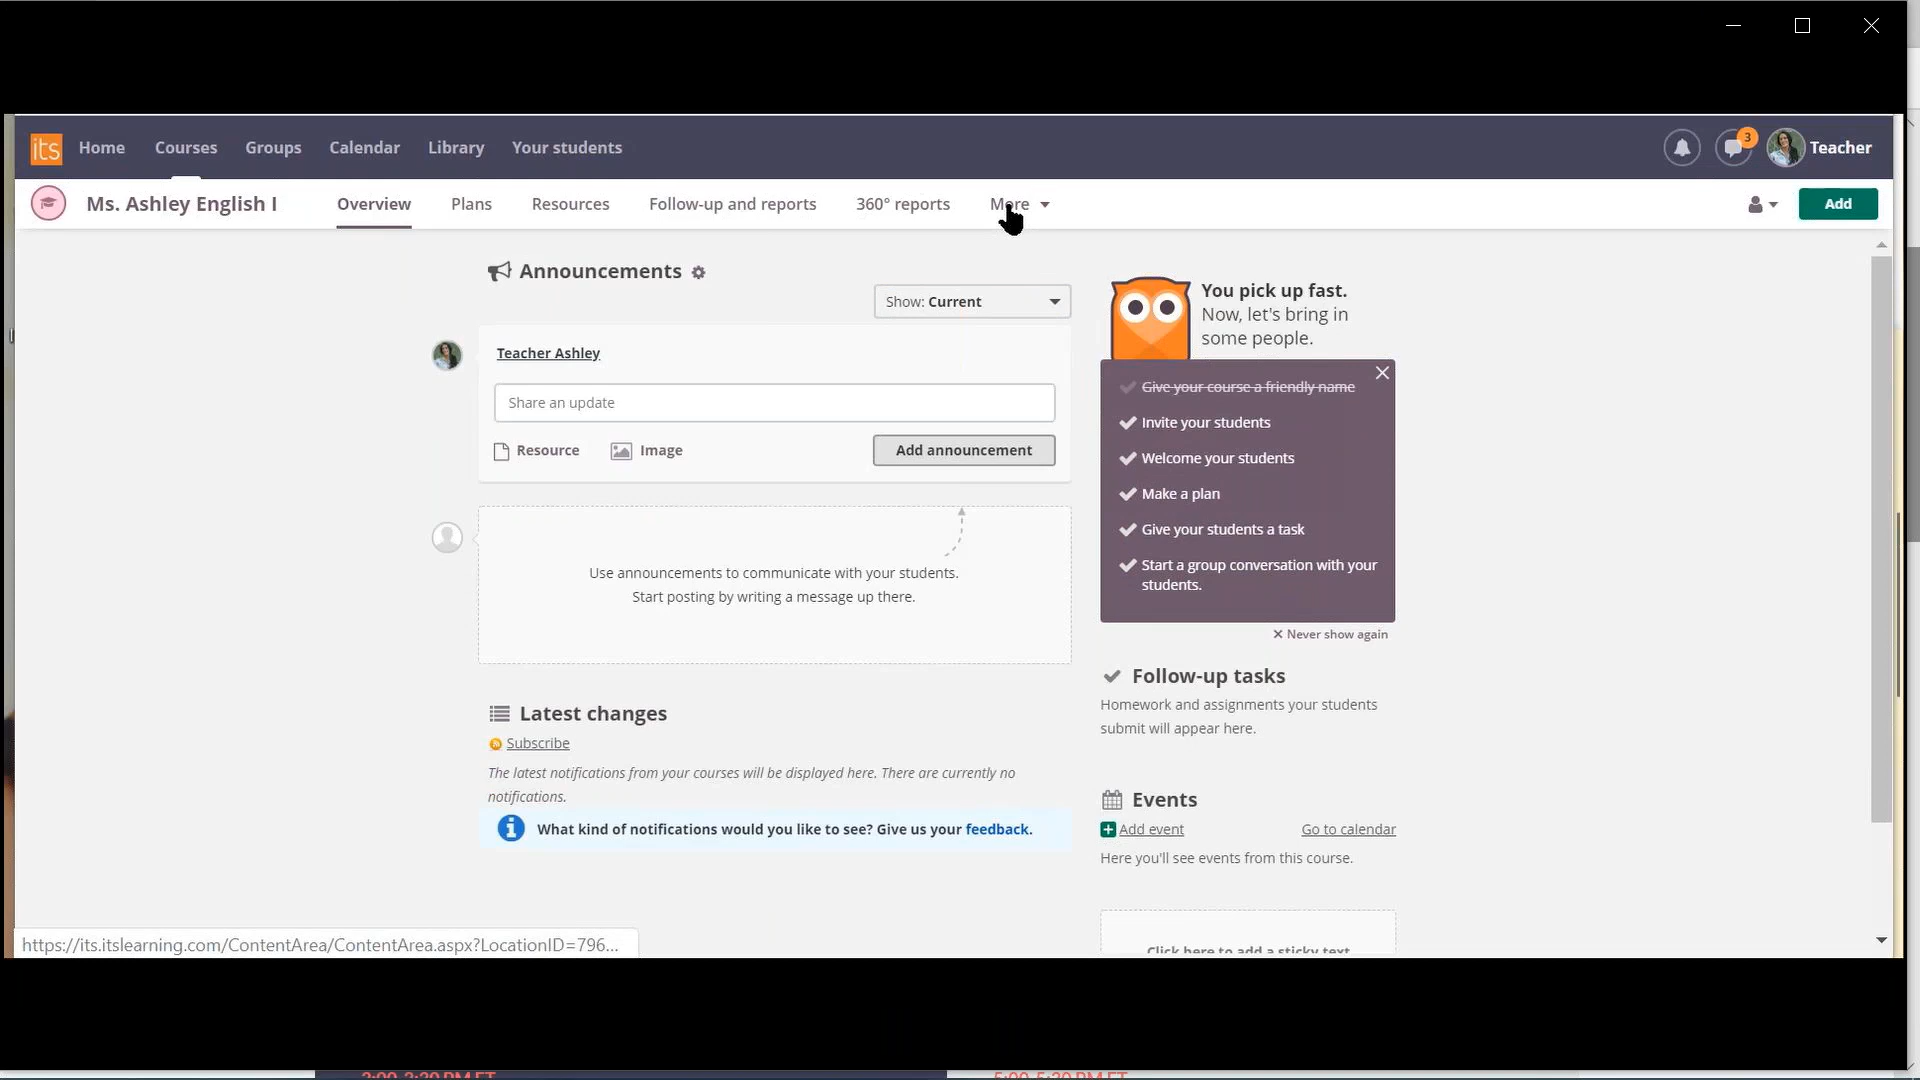 its Home Courses Groups Calendar Library Your students 3 Teacher
Ms. Ashley English I Overview Plans Resources Follow-up and reports 360° reports More Add
Announcements
Show: Current
Teacher Ashley
Share an update
Resource Image Add announcement
Use announcements to communicate with your students.
Start posting by writing a message up there.
Latest changes
Subscribe
The latest notifications from your courses will be displayed here. There are currently no
notifications.
What kind of notifications would you like to see? Give us your feedback.
You pick up fast.
Now, let's bring in
some people.
Give your course a friendly name
Invite your students
Welcome your students
Make a plan
Give your students a task
Start a group conversation with your
students.
Never show again
Follow-up tasks
Homework and assignments your students
submit will appear here.
Events
Add event Go to calendar
Here you'll see events from this course.
Click here to add a sticky text
https://its.itslearning.com/ContentArea/ContentArea.aspx?LocationID=796...